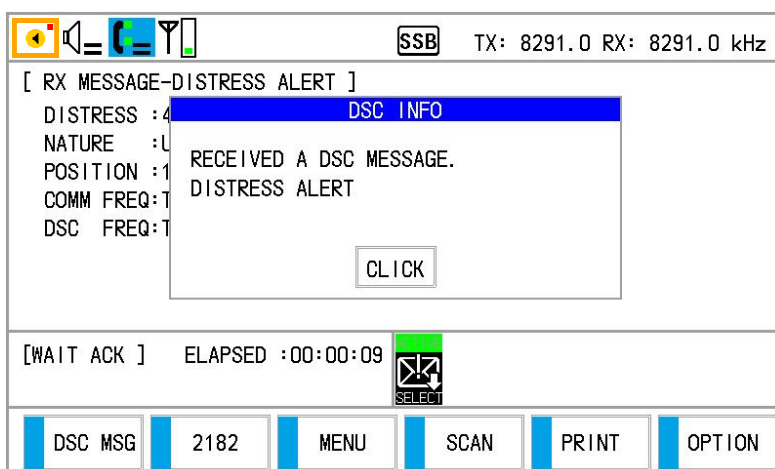 SSB TX: 8291.0 RX: 8291.0 kHz
[ RX MESSAGE-DISTRESS ALERT ]
DISTRESS :4
NATURE :U
POSITION :1
COMM FREQ:T
DSC FREQ:T
DSC INFO
RECEIVED A DSC MESSAGE.
DISTRESS ALERT
CLICK
[WAIT ACK ] ELAPSED :00:00:09
SELECT
DSC MSG 2182 MENU SCAN PRINT OPTION